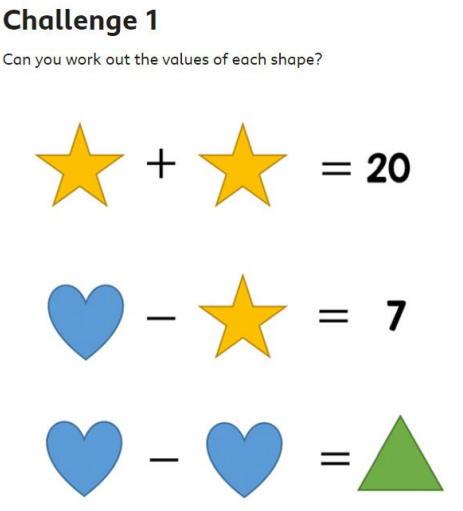 Challenge 1
Can you work out the values of each shape?
+ = 20
− = 7
− =